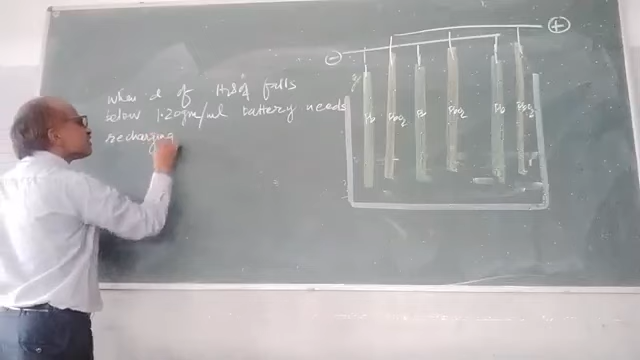 When d of H₂SO₄ falls
below 1.20gm/ml battery needs
recharging
⊖
⊕
Pb PbO₂ Pb PbO₂ Pb PbO₂